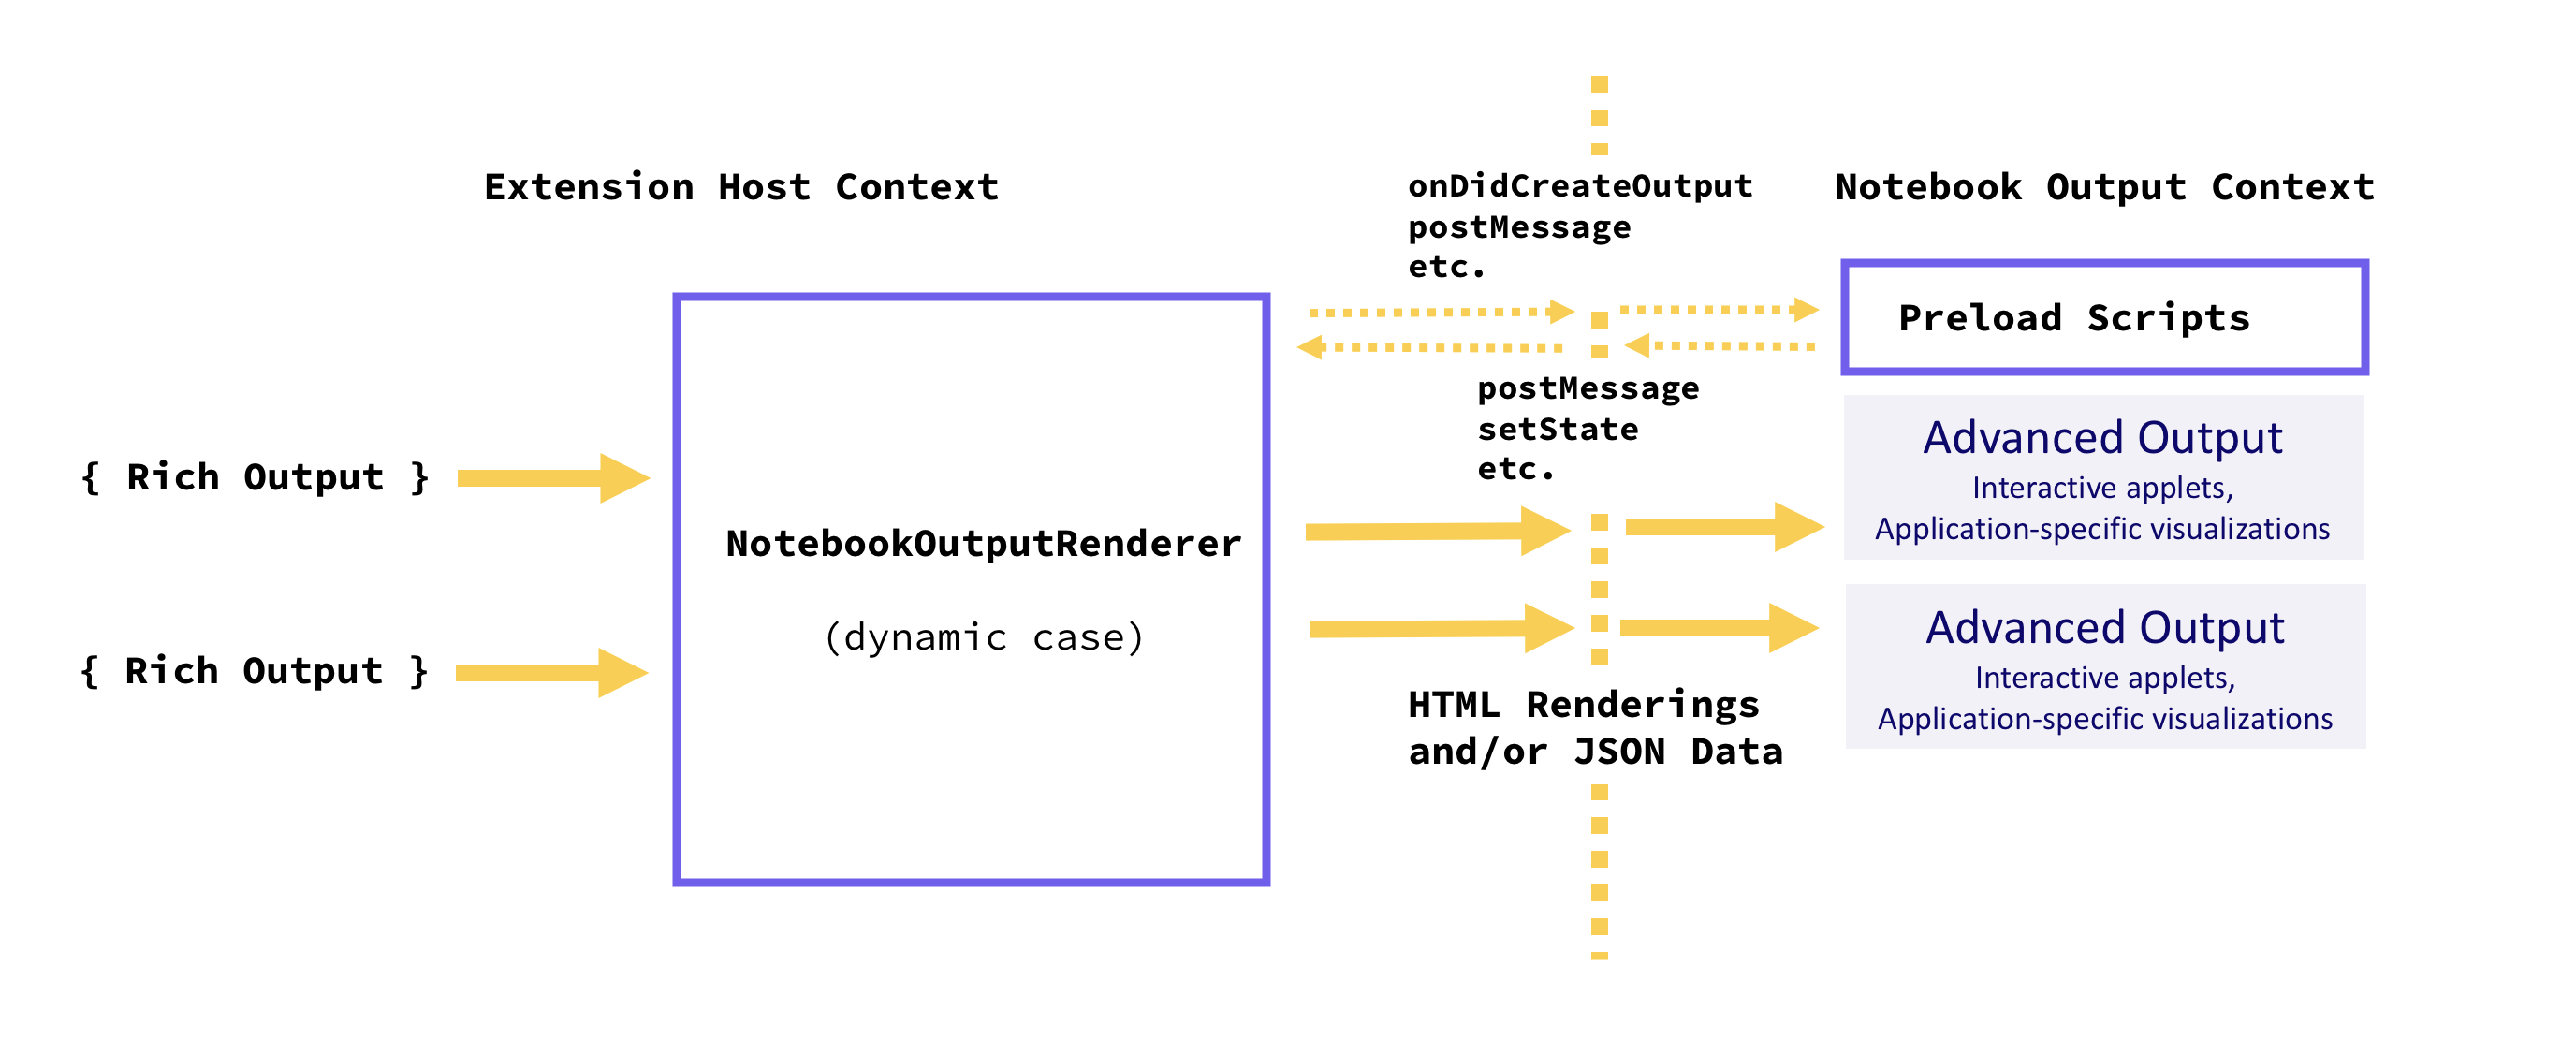 Extension Host Context
onDidCreateOutput
postMessage
etc.
Notebook Output Context
Preload Scripts
postMessage
setState
etc.
{ Rich Output }
{ Rich Output }
NotebookOutputRenderer
(dynamic case)
Advanced Output
Interactive applets,
Application-specific visualizations
Advanced Output
Interactive applets,
Application-specific visualizations
HTML Renderings
and/or JSON Data